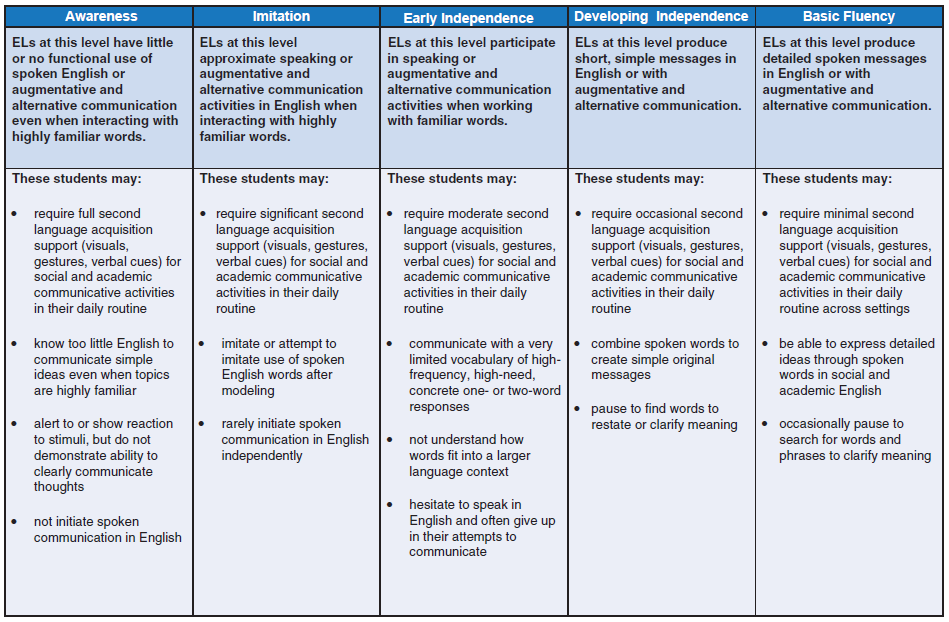 Awareness
Imitation
Early Independence
Developing Independence
Basic Fluency
ELs at this level have little
or no functional use of
spoken English or
augmentative and
alternative communication
even when interacting with
highly familiar words.
ELs at this level
approximate speaking or
augmentative and
alternative communication
activities in English when
interacting with highly
familiar words.
ELs at this level participate
in speaking or
augmentative and
alternative communication
activities when working
with familiar words.
ELs at this level produce
short, simple messages in
English or with
augmentative and
alternative communication.
ELs at this level produce
detailed spoken messages
in English or with
augmentative and
alternative communication.
These students may:
• require full second
language acquisition
support (visuals,
gestures, verbal cues) for
social and academic
communicative activities
in their daily routine
• know too little English to
communicate simple
ideas even when topics
are highly familiar
• alert to or show reaction
to stimuli, but do not
demonstrate ability to
clearly communicate
thoughts
• not initiate spoken
communication in English
These students may:
• require significant second
language acquisition
support (visuals, gestures,
verbal cues) for social and
academic communicative
activities in their daily
routine
• imitate or attempt to
imitate use of spoken
English words after
modeling
• rarely initiate spoken
communication in English
independently
These students may:
• require moderate second
language acquisition
support (visuals, gestures,
verbal cues) for social and
academic communicative
activities in their daily
routine
• communicate with a very
limited vocabulary of high-
frequency, high-need,
concrete one- or two-word
responses
• not understand how
words fit into a larger
language context
• hesitate to speak in
English and often give up
in their attempts to
communicate
These students may:
• require occasional second
language acquisition
support (visuals, gestures,
verbal cues) for social and
academic communicative
activities in their daily
routine
• combine spoken words to
create simple original
messages
• pause to find words to
restate or clarify meaning
These students may:
• require minimal second
language acquisition
support (visuals, gestures,
verbal cues) for social and
academic communicative
activities in their daily
routine across settings
• be able to express detailed
ideas through spoken
words in social and
academic English
• occasionally pause to
search for words and
phrases to clarify meaning